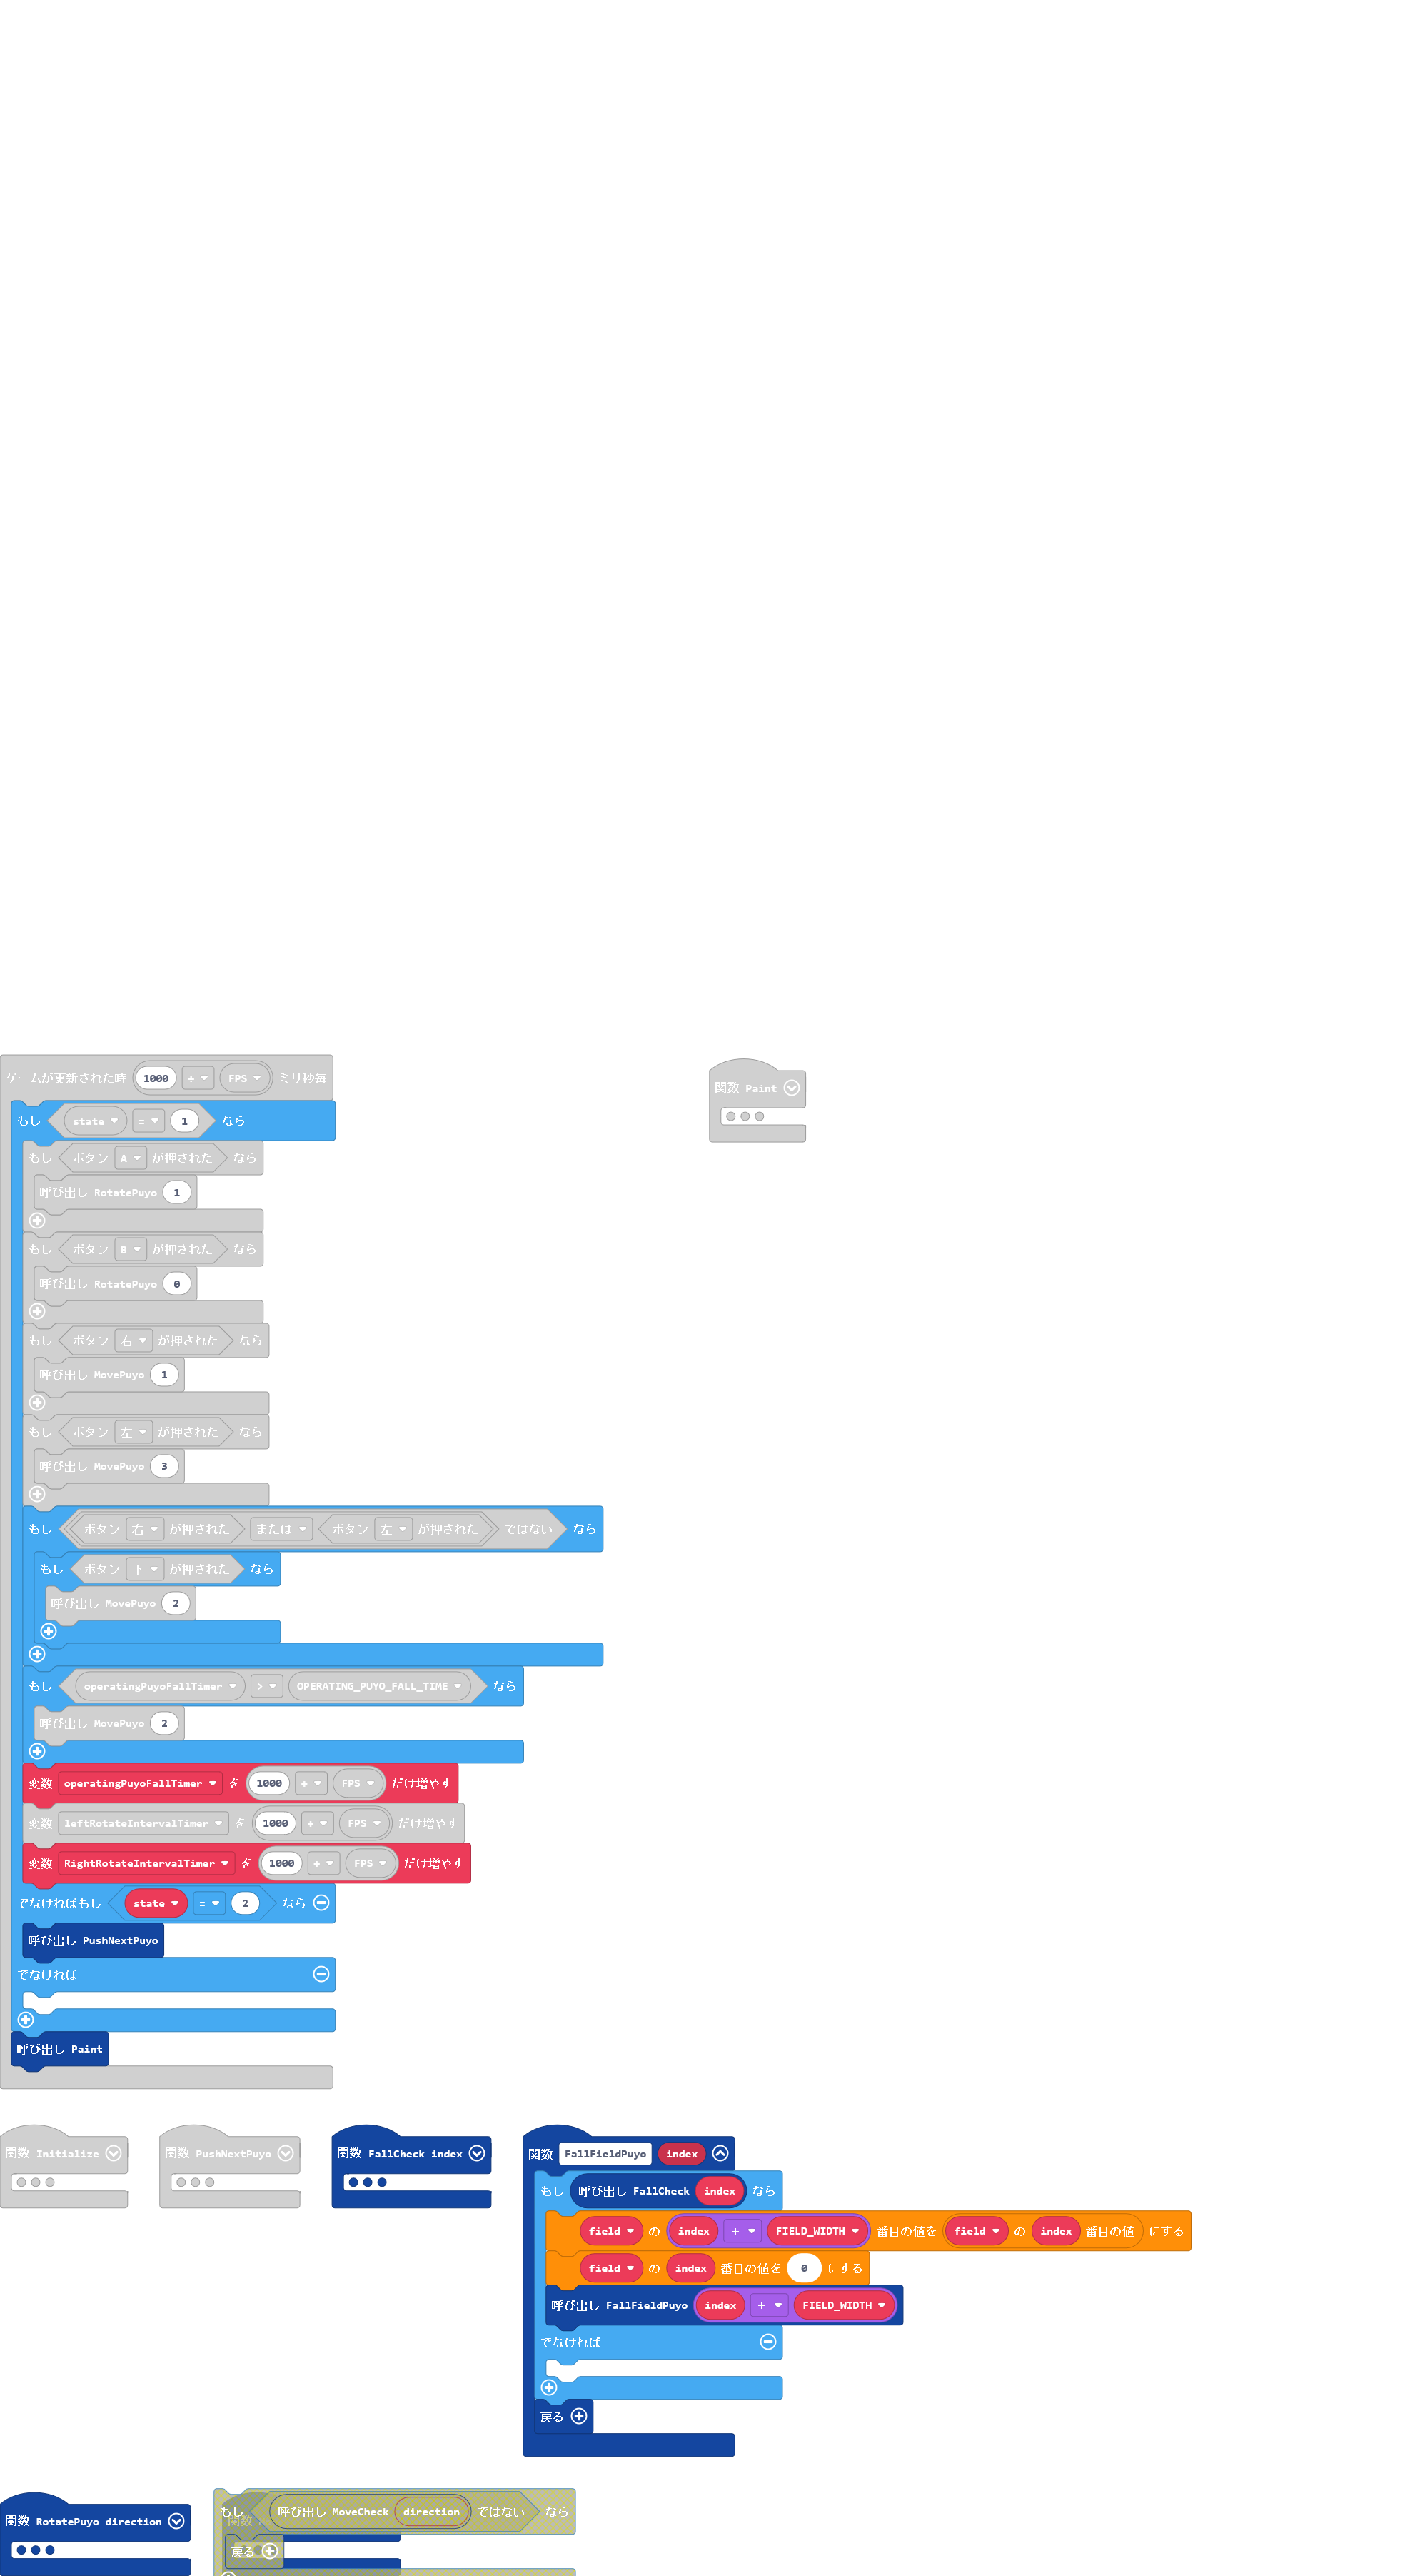 ゲームが更新された時 1000 ÷ FPS ミリ秒毎
関数 Paint
もし state = 1 なら
もし ボタン A が押された なら
呼び出し RotatePuyo 1
もし ボタン B が押された なら
呼び出し RotatePuyo 0
もし ボタン 右 が押された なら
呼び出し MovePuyo 1
もし ボタン 左 が押された なら
呼び出し MovePuyo 3
もし ボタン 右 が押された または ボタン 左 が押された ではない なら
もし ボタン 下 が押された なら
呼び出し MovePuyo 2
もし operatingPuyoFallTimer > OPERATING_PUYO_FALL_TIME なら
呼び出し MovePuyo 2
変数 operatingPuyoFallTimer を 1000 ÷ FPS だけ増やす
変数 leftRotateIntervalTimer を 1000 ÷ FPS だけ増やす
変数 RightRotateIntervalTimer を 1000 ÷ FPS だけ増やす
でなければもし state = 2 なら
呼び出し PushNextPuyo
でなければ
呼び出し Paint
関数 Initialize
関数 PushNextPuyo
関数 FallCheck index
関数 FallFieldPuyo index
もし 呼び出し FallCheck index なら
field の index + FIELD_WIDTH 番目の値を field の index 番目の値 にする
field の index 番目の値を 0 にする
呼び出し FallFieldPuyo index + FIELD_WIDTH
でなければ
戻る
関数 RotatePuyo direction
もし 呼び出し MoveCheck direction ではない なら
関数
戻る